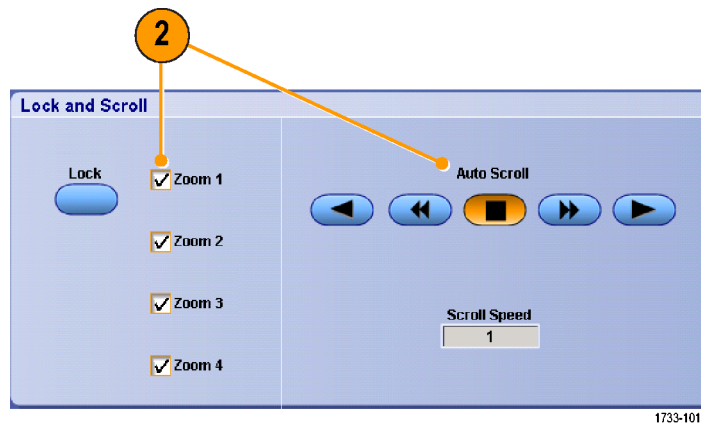 2
Lock and Scroll
Lock
Zoom 1
Auto Scroll
Zoom 2
Zoom 3
Scroll Speed
1
Zoom 4
1733-101